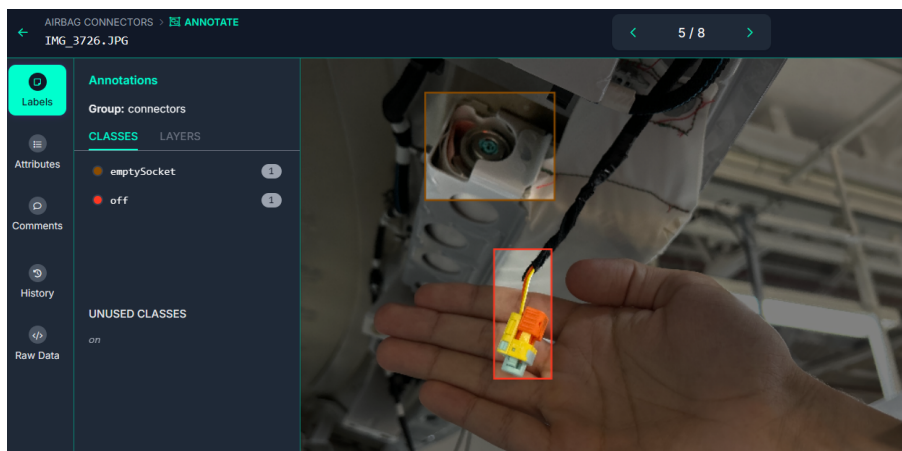 AIRBAG CONNECTORS > ANNOTATE
IMG_3726.JPG
5 / 8
Labels
Attributes
Comments
History
Raw Data
Annotations
Group: connectors
CLASSES LAYERS
emptySocket 1
off 1
UNUSED CLASSES
on